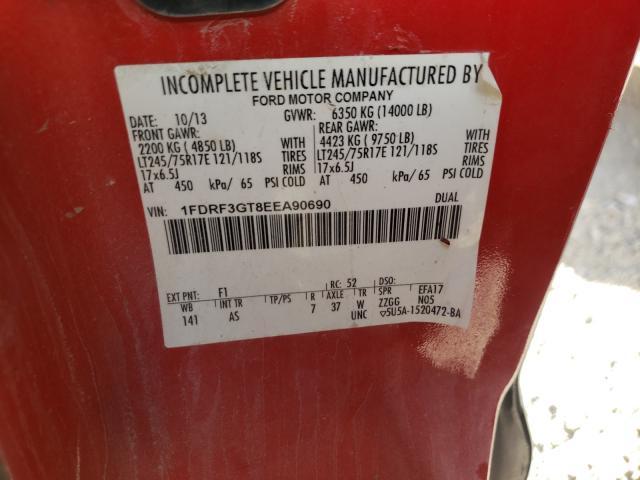 INCOMPLETE VEHICLE MANUFACTURED BY
FORD MOTOR COMPANY
DATE: 10/13 GVWR: 6350 KG (14000 LB)
FRONT GAWR: REAR GAWR:
2200 KG ( 4850 LB) WITH 4423 KG ( 9750 LB) WITH
LT245/75R17E 121/118S TIRES LT245/75R17E 121/118S TIRES
17x6.5J RIMS 17x6.5J RIMS
AT 450 kPa/ 65 PSI COLD AT 450 kPa/ 65 PSI COLD
VIN: 1FDRF3GT8EEA90690 DUAL
EXT PNT: F1 RC: 52 DSO:
WB INT TR TP/PS R AXLE TR SPR EFA17
141 AS 7 37 W ZZGG N05
UNC ▽5U5A-1520472-BA